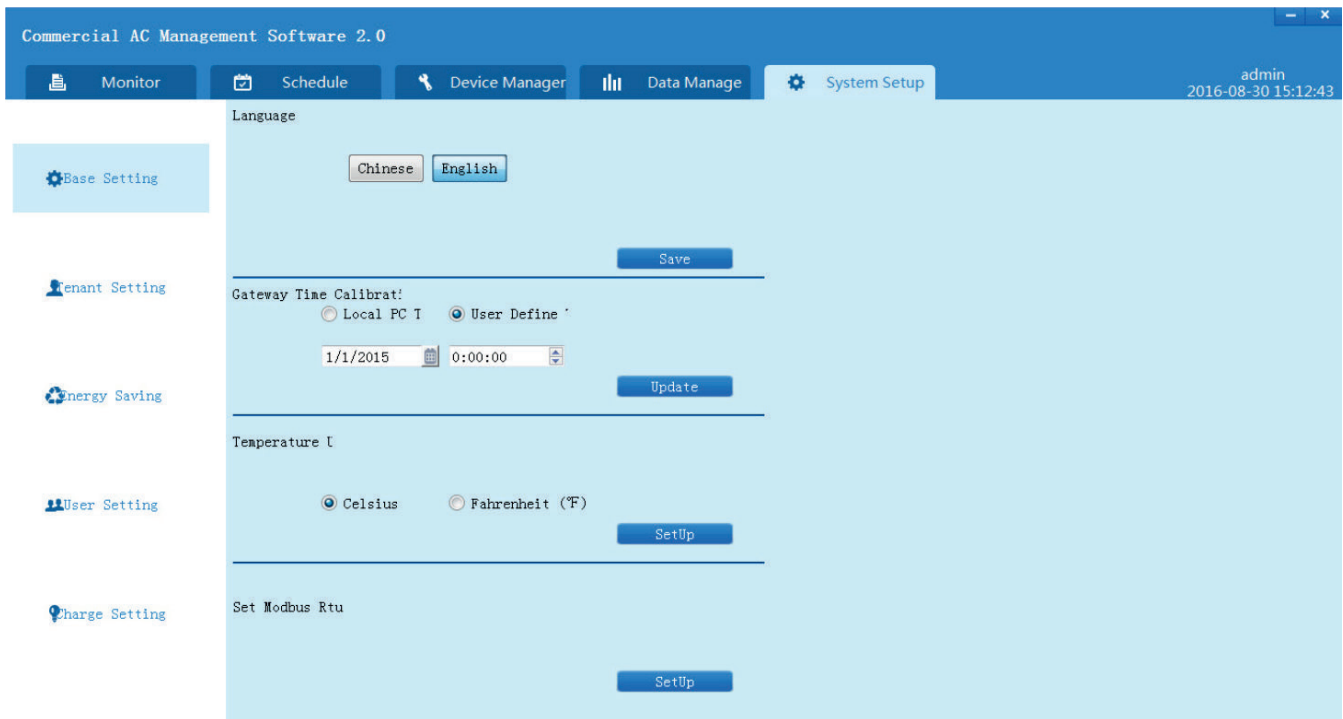 Commercial AC Management Software 2.0
Monitor Schedule Device Manager Data Manage System Setup
admin
2016-08-30 15:12:43
Base Setting
Tenant Setting
Energy Saving
User Setting
Charge Setting
Language
Chinese English
Save
Gateway Time Calibrat
Local PC T User Define
1/1/2015 0:00:00
Update
Temperature
Celsius Fahrenheit (℉)
SetUp
Set Modbus Rtu
SetUp